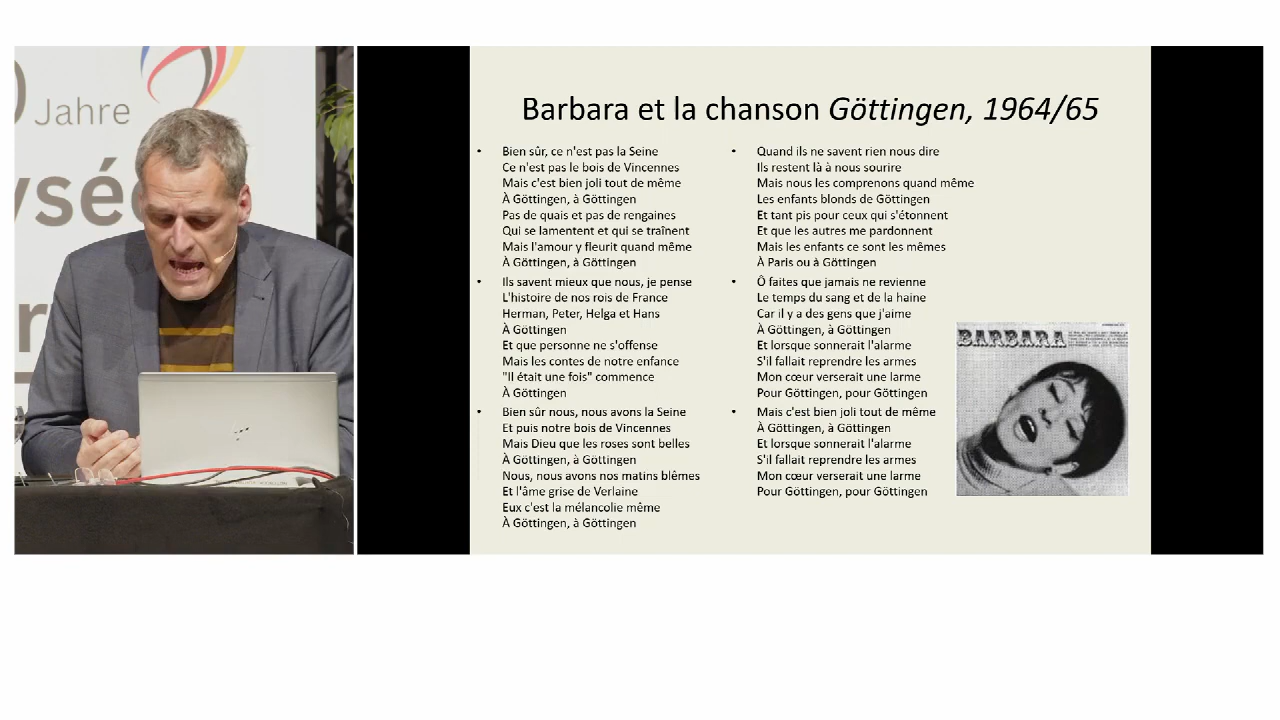 0 Jahre
ysée
r
Barbara et la chanson Göttingen, 1964/65
• Bien sûr, ce n'est pas la Seine
Ce n'est pas le bois de Vincennes
Mais c'est bien joli tout de même
À Göttingen, à Göttingen
Pas de quais et pas de rengaines
Qui se lamentent et qui se traînent
Mais l'amour y fleurit quand même
À Göttingen, à Göttingen
• Ils savent mieux que nous, je pense
L'histoire de nos rois de France
Herman, Peter, Helga et Hans
À Göttingen
Et que personne ne s'offense
Mais les contes de notre enfance
"Il était une fois" commence
À Göttingen
• Bien sûr nous, nous avons la Seine
Et puis notre bois de Vincennes
Mais Dieu que les roses sont belles
À Göttingen, à Göttingen
Nous, nous avons nos matins blêmes
Et l'âme grise de Verlaine
Eux c'est la mélancolie même
À Göttingen, à Göttingen
• Quand ils ne savent rien nous dire
Ils restent là à nous sourire
Mais nous les comprenons quand même
Les enfants blonds de Göttingen
Et tant pis pour ceux qui s'étonnent
Et que les autres me pardonnent
Mais les enfants ce sont les mêmes
À Paris ou à Göttingen
• Ô faites que jamais ne revienne
Le temps du sang et de la haine
Car il y a des gens que j'aime
À Göttingen, à Göttingen
Et lorsque sonnerait l'alarme
S'il fallait reprendre les armes
Mon cœur verserait une larme
Pour Göttingen, pour Göttingen
• Mais c'est bien joli tout de même
À Göttingen, à Göttingen
Et lorsque sonnerait l'alarme
S'il fallait reprendre les armes
Mon cœur verserait une larme
Pour Göttingen, pour Göttingen
BARBARA